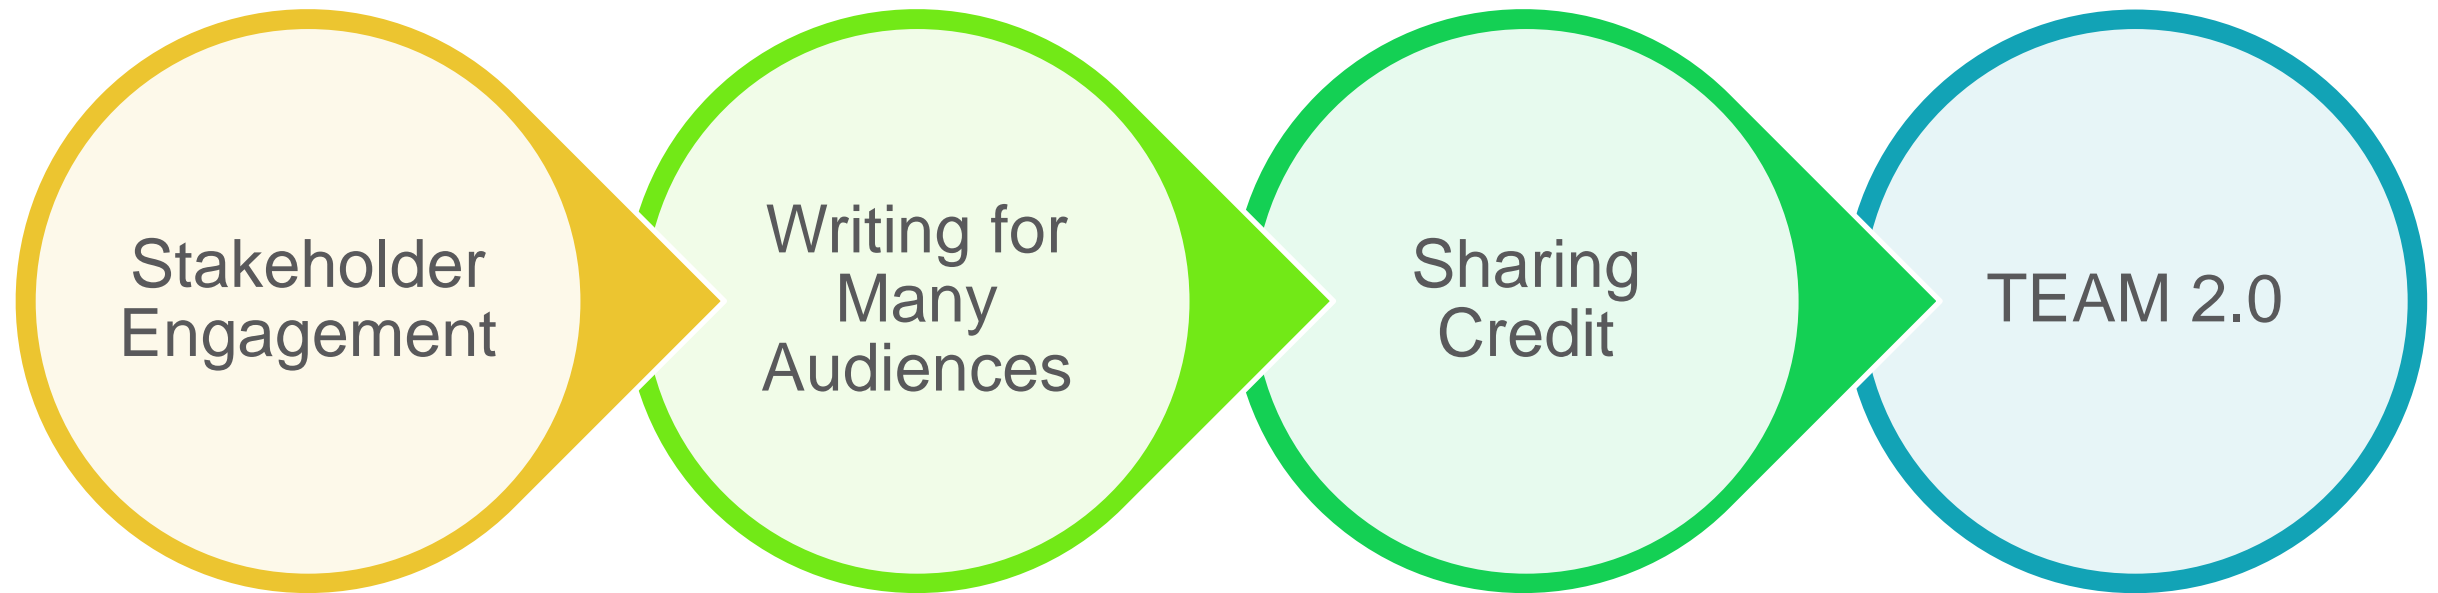 Stakeholder
Engagement
Writing for
Many
Audiences
Sharing
Credit
TEAM 2.0